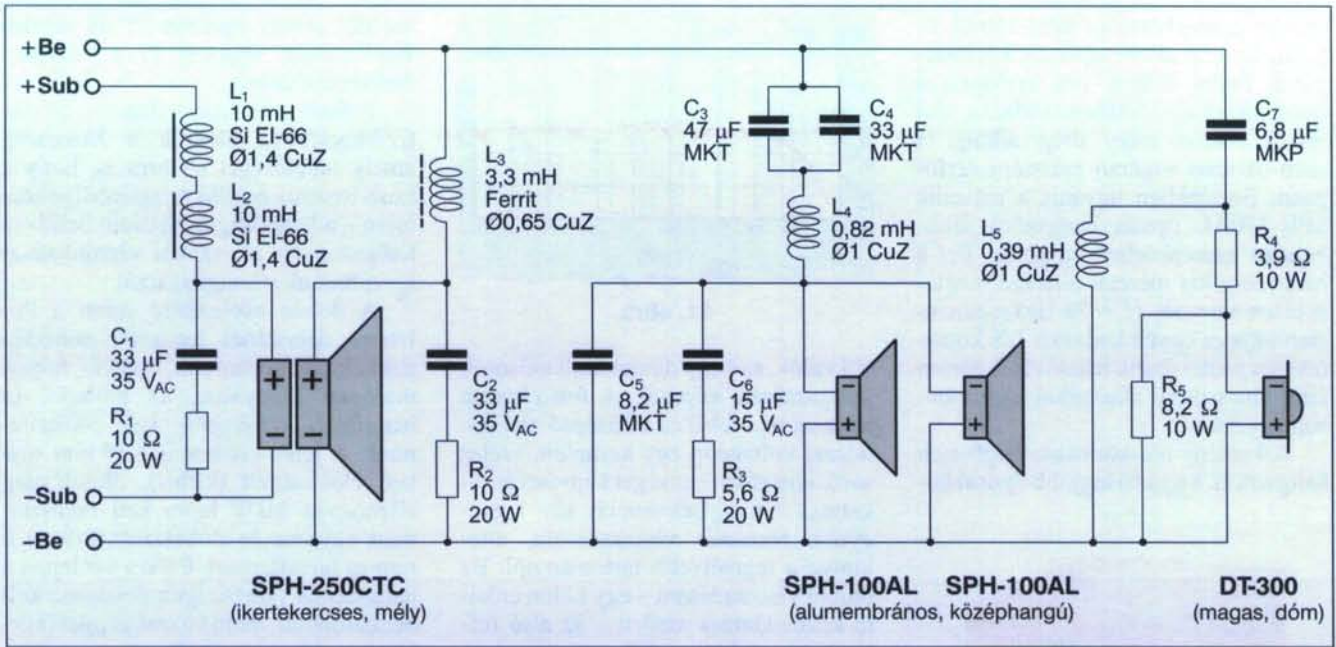 +Be
+Sub
L₁
10 mH
Si EI-66
Ø1,4 CuZ
L₂
10 mH
Si EI-66
Ø1,4 CuZ
L₃
3,3 mH
Ferrit
Ø0,65 CuZ
C₃
47 µF
MKT
C₄
33 µF
MKT
L₄
0,82 mH
Ø1 CuZ
C₇
6,8 µF
MKP
L₅
0,39 mH
Ø1 CuZ
R₄
3,9 Ω
10 W
C₁
33 µF
35 V_AC
R₁
10 Ω
20 W
+ +
– –
C₂
33 µF
35 V_AC
R₂
10 Ω
20 W
C₅
8,2 µF
MKT
C₆
15 µF
35 V_AC
R₃
5,6 Ω
20 W
–
+
–
+
R₅
8,2 Ω
10 W
+
–
–Sub
–Be
SPH-250CTC
(ikertekercses, mély)
SPH-100AL SPH-100AL
(alumembrános, középhangú)
DT-300
(magas, dóm)